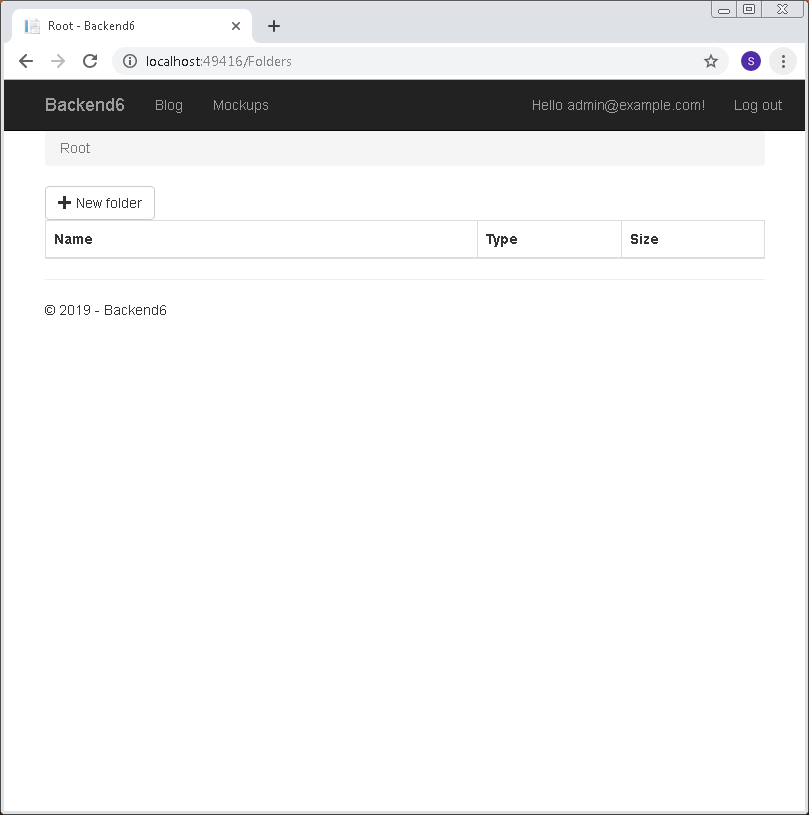 Root - Backend6
localhost:49416/Folders
S
Backend6 Blog Mockups Hello admin@example.com! Log out
Root
New folder
Name Type Size
© 2019 - Backend6